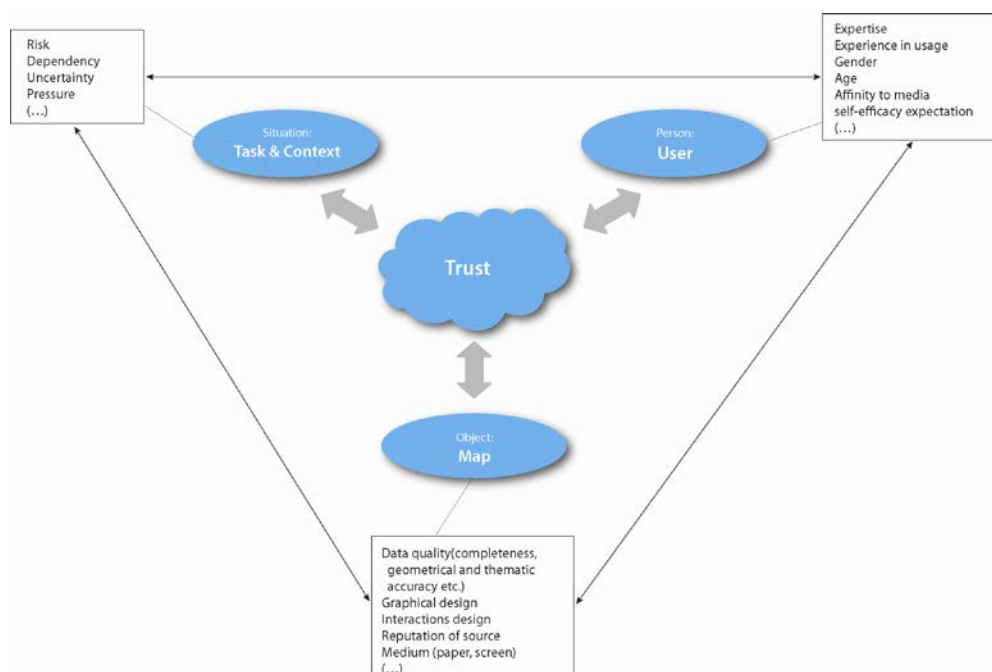 Risk
Dependency
Uncertainty
Pressure
(...)
Expertise
Experience in usage
Gender
Age
Affinity to media
self-efficacy expectation
(...)
Situation:
Task & Context
Person:
User
Trust
Object:
Map
Data quality(completeness,
geometrical and thematic
accuracy etc.)
Graphical design
Interactions design
Reputation of source
Medium (paper, screen)
(...)